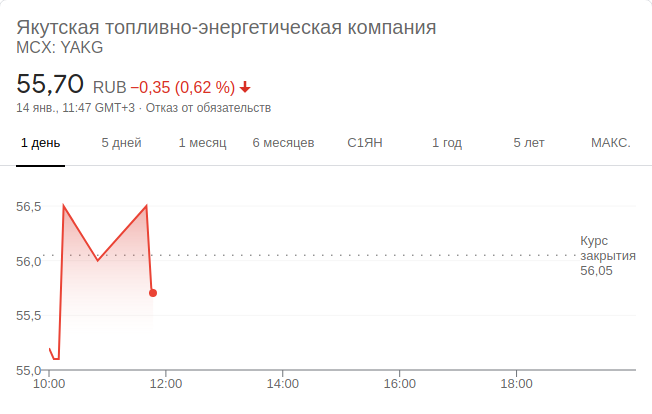 Якутская топливно-энергетическая компания
MCX: YAKG
55,70 RUB −0,35 (0,62 %)
14 янв., 11:47 GMT+3 · Отказ от обязательств
1 день 5 дней 1 месяц 6 месяцев С1ЯН 1 год 5 лет МАКС.
56,5
56,0
55,5
55,0
Курс
закрытия
56,05
10:00 12:00 14:00 16:00 18:00